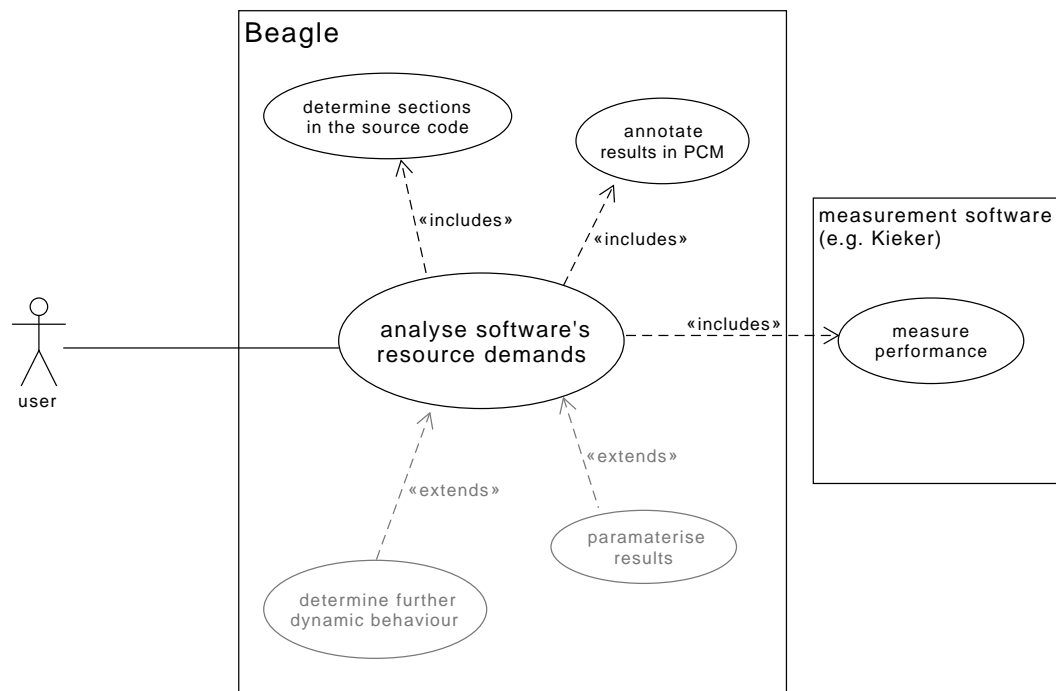 Beagle
determine sections
in the source code
annotate
results in PCM
«includes»
«includes»
measurement software
(e.g. Kieker)
analyse software's
resource demands
«includes»
measure
performance
user
«extends»
«extends»
paramaterise
results
determine further
dynamic behaviour